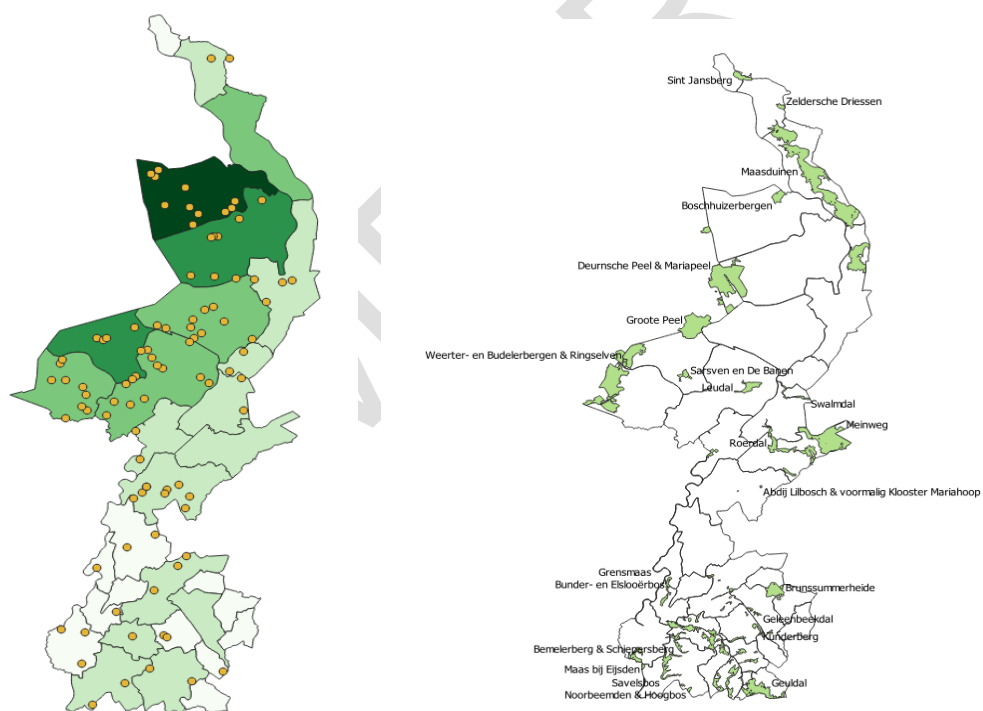 Sint Jansberg
Zeldersche Driessen
Maasduinen
Boschhuizerbergen
Deurnsche Peel & Mariapeel
Groote Peel
Weerter- en Budelerbergen & Ringselven
Sarsven en De Banen
Leudal
Swalmdal
Meinweg
Roerdal
Abdij Lilbosch & voormalig Klooster Mariahoop
Grensmaas
Bunder- en Elslooërbos
Brunssummerheide
Geleenbeekdal
Kunderberg
Bemelerberg & Schiepersberg
Maas bij Eijsden
Savelsbos
Geuldal
Noorbeemden & Hoogbos